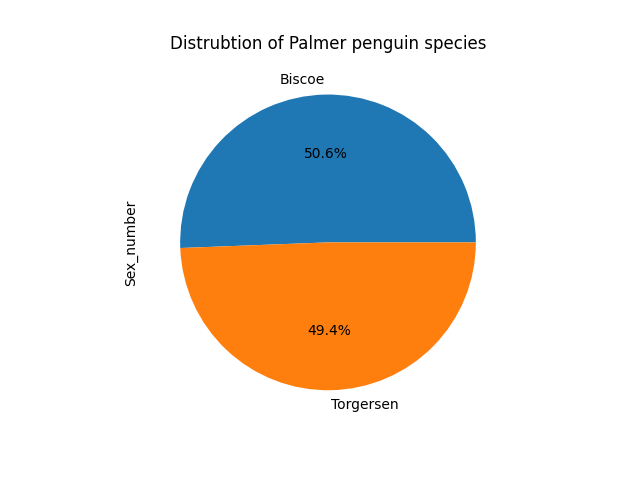 Distrubtion of Palmer penguin species
Biscoe
50.6%
Sex_number
49.4%
Torgersen